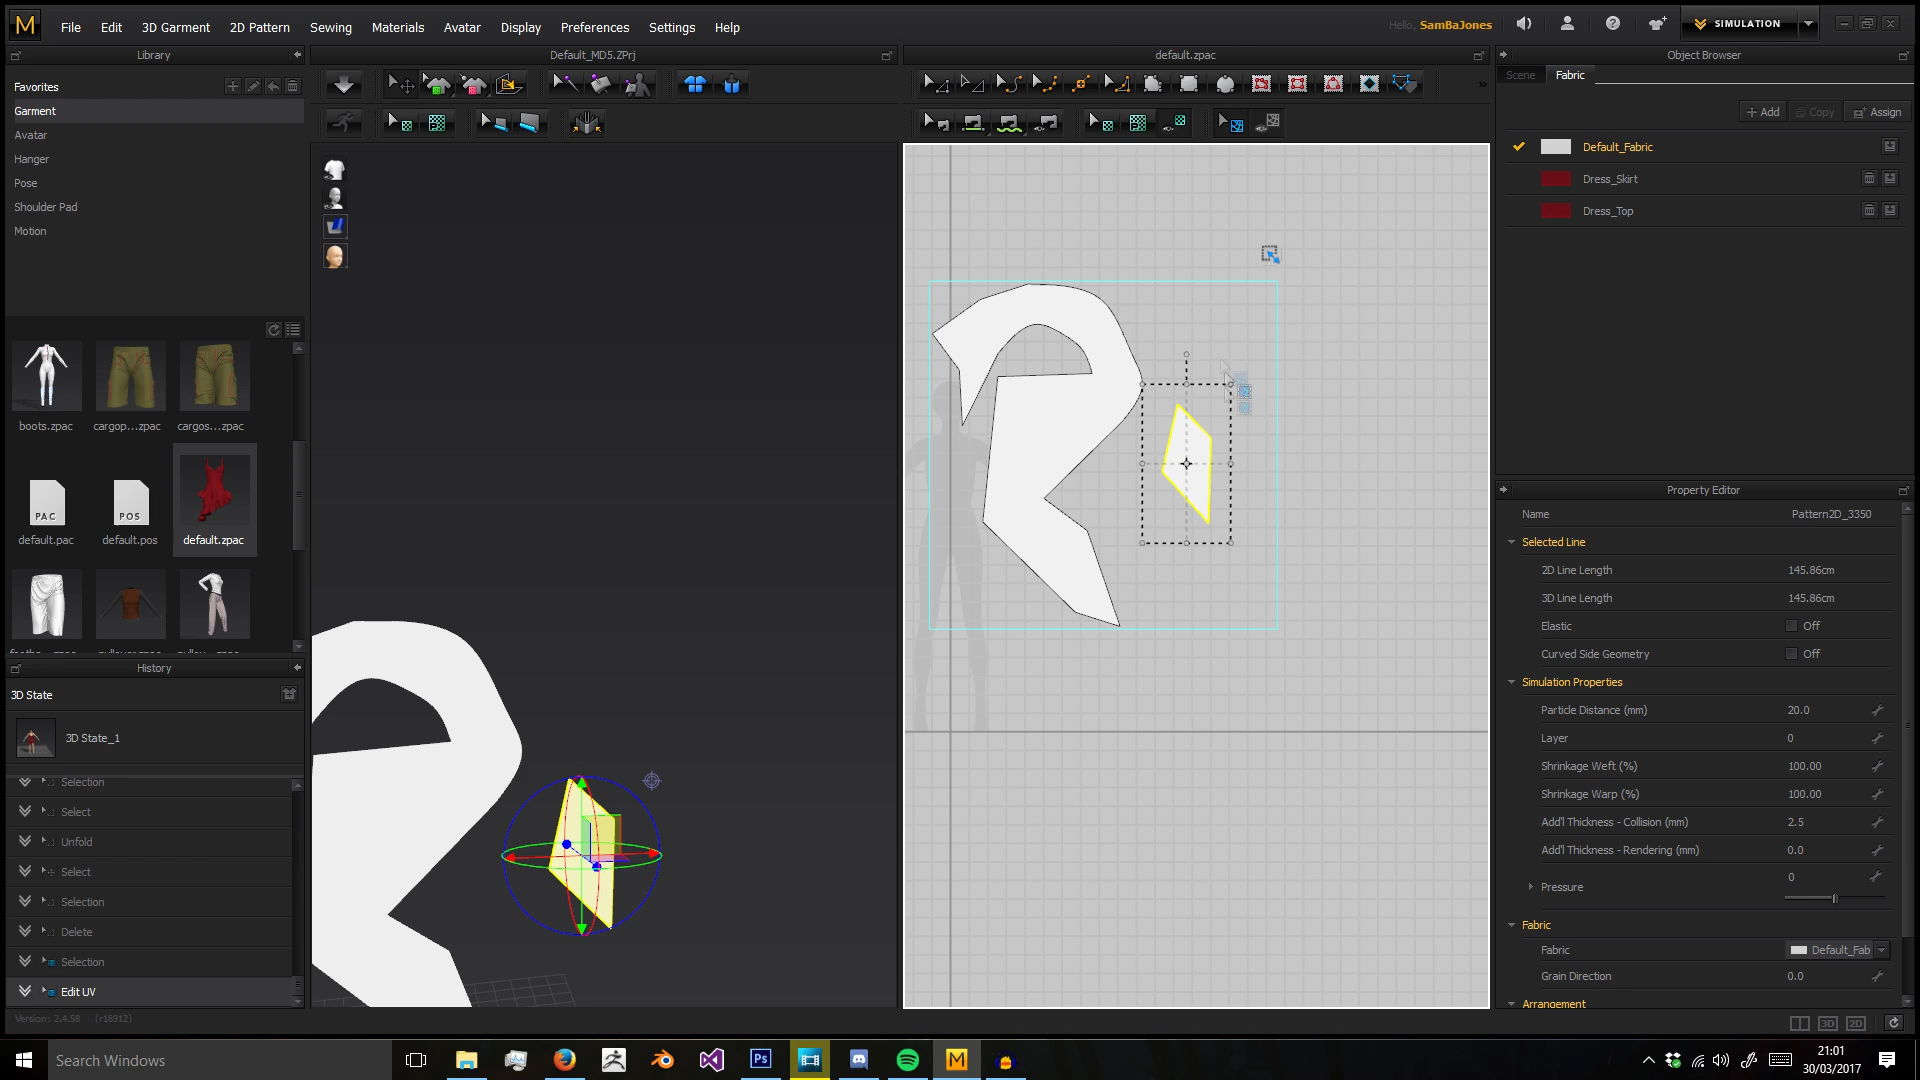 M File Edit 3D Garment 2D Pattern Sewing Materials Avatar Display Preferences Settings Help Hello, SamBaJones SIMULATION
Library
Favorites
Garment
Avatar
Hanger
Pose
Shoulder Pad
Motion
boots.zpac cargop...zpac cargos...zpac
PAC POS
default.pac default.pos default.zpac
History
3D State
3D State_1
Selection
Select
Unfold
Select
Selection
Delete
Selection
Edit UV
Version: 2.4.58 (r18912)
Default_MD5.ZPrj
default.zpac
Object Browser
Scene Fabric
+ Add Copy Assign
Default_Fabric
Dress_Skirt
Dress_Top
Property Editor
Name Pattern2D_3350
Selected Line
2D Line Length 145.86cm
3D Line Length 145.86cm
Elastic Off
Curved Side Geometry Off
Simulation Properties
Particle Distance (mm) 20.0
Layer 0
Shrinkage Weft (%) 100.00
Shrinkage Warp (%) 100.00
Add'l Thickness - Collision (mm) 2.5
Add'l Thickness - Rendering (mm) 0.0
Pressure 0
Fabric
Fabric Default_Fab
Grain Direction 0.0
Arrangement
3D 2D
Search Windows
Ps
M
21:01
30/03/2017